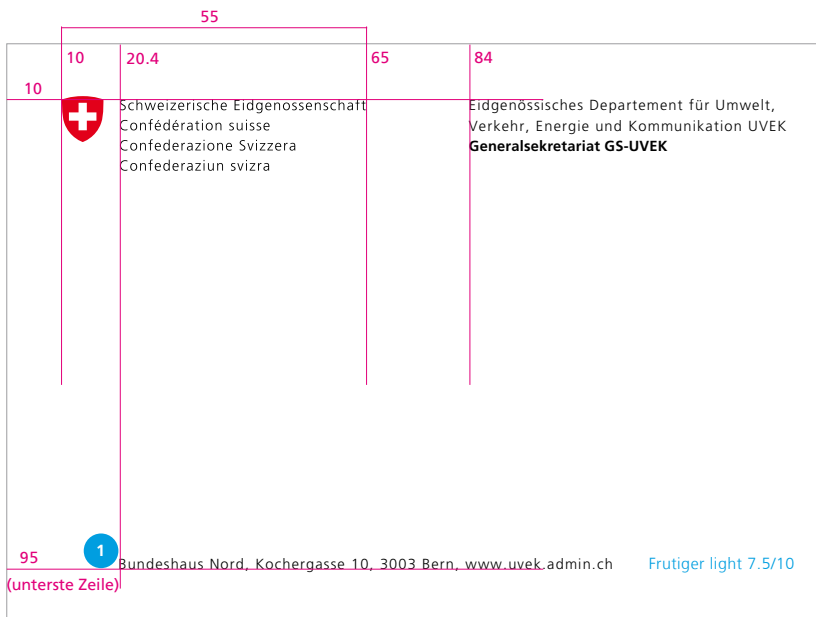 55
10
20.4
65
84
10
Schweizerische Eidgenossenschaft
Confédération suisse
Confederazione Svizzera
Confederaziun svizra
Eidgenössisches Departement für Umwelt,
Verkehr, Energie und Kommunikation UVEK
Generalsekretariat GS-UVEK
95
(unterste Zeile)
1
Bundeshaus Nord, Kochergasse 10, 3003 Bern, www.uvek.admin.ch
Frutiger light 7.5/10